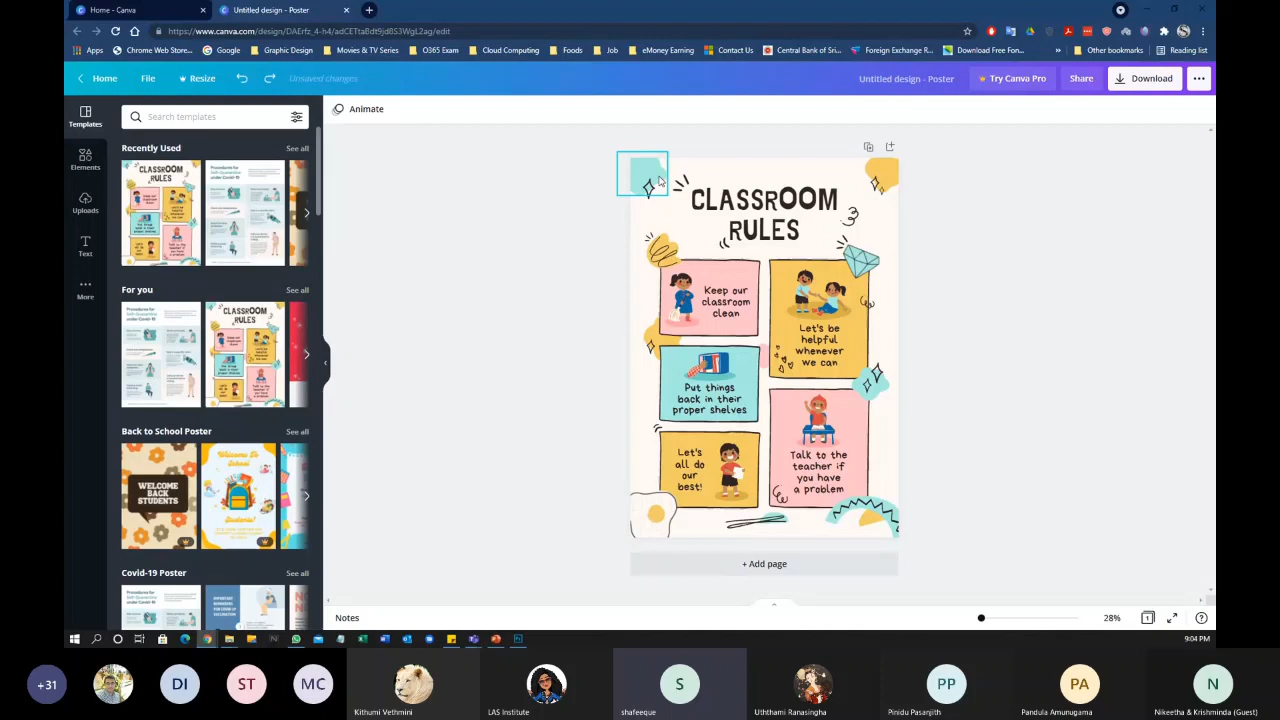 Home - Canva
Untitled design - Poster
https://www.canva.com/design/DAErfz_4-h4/adCETtaBdt9jd8S3WgL2ag/edit
Apps
Chrome Web Store...
Google
Graphic Design
Movies & TV Series
O365 Exam
Cloud Computing
Foods
Job
eMoney Earning
Contact Us
Central Bank of Sri...
Foreign Exchange R...
Download Free Fon...
»
Other bookmarks
Reading list
Home
File
Resize
Unsaved changes
Untitled design - Poster
Try Canva Pro
Share
Download
Templates
Elements
Uploads
Text
More
Search templates
Animate
Recently Used
See all
For you
See all
Back to School Poster
See all
WELCOME
BACK
STUDENTS
Welcome To
School
Students!
Covid-19 Poster
See all
CLASSROOM
RULES
Keep our
classroom
clean
Let's be
helpful
whenever
we can
Put things
back in their
proper shelves
Let's
all do
our
best!
Talk to the
teacher if
you have
a problem
+ Add page
Notes
28%
1
9:04 PM
+31
DI
ST
MC
Kithumi Vethmini
LAS Institute
S
shafeeque
Uththami Ranasingha
PP
Pinidu Pasanjith
PA
Pandula Amunugama
N
Nikeetha & Krishminda (Guest)